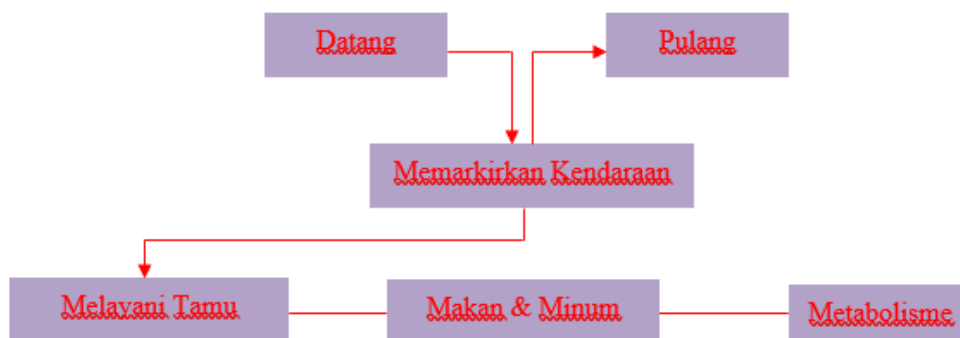 Datang
Pulang
Memarkirkan Kendaraan
Melayani Tamu
Makan & Minum
Metabolisme